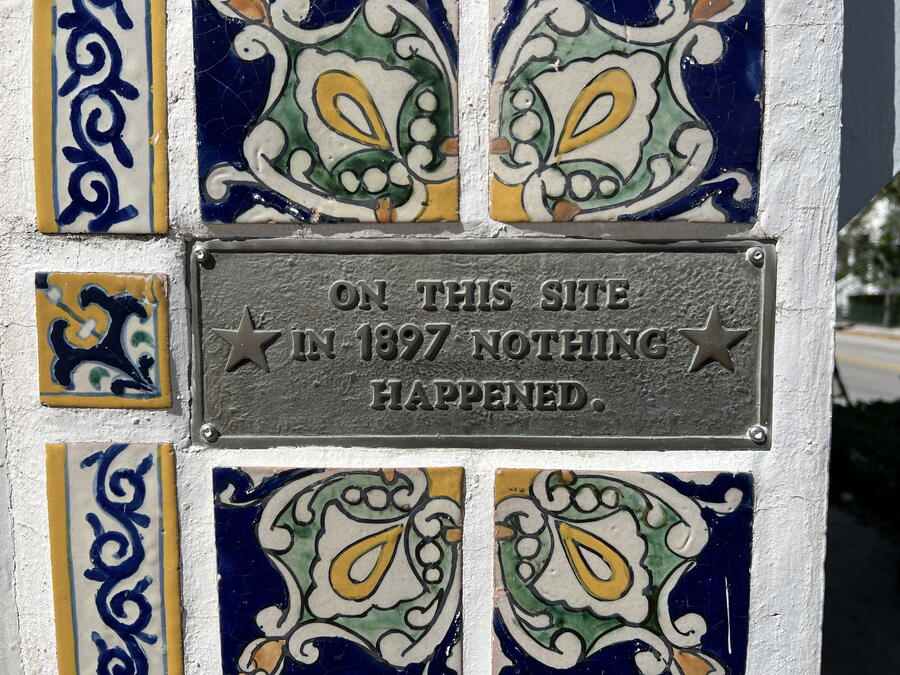 ON THIS SITE
IN 1897 NOTHING
HAPPENED.